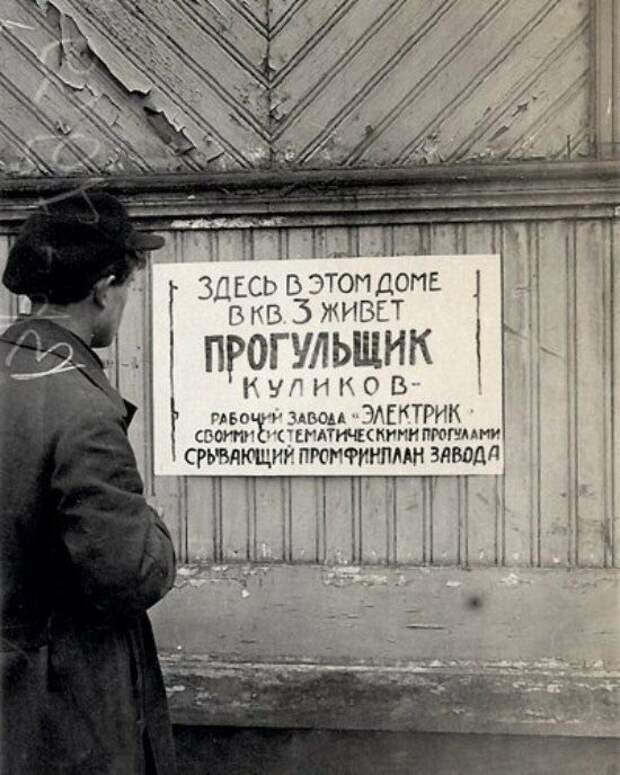 ЗДЕСЬ В ЭТОМ ДОМЕ
В КВ. 3 ЖИВЕТ
ПРОГУЛЬЩИК
КУЛИКОВ-
РАБОЧИЙ ЗАВОДА "ЭЛЕКТРИК"
СВОИМИ СИСТЕМАТИЧЕСКИМИ ПРОГУЛАМИ
СРЫВАЮЩИЙ ПРОМФИНПЛАН ЗАВОДА